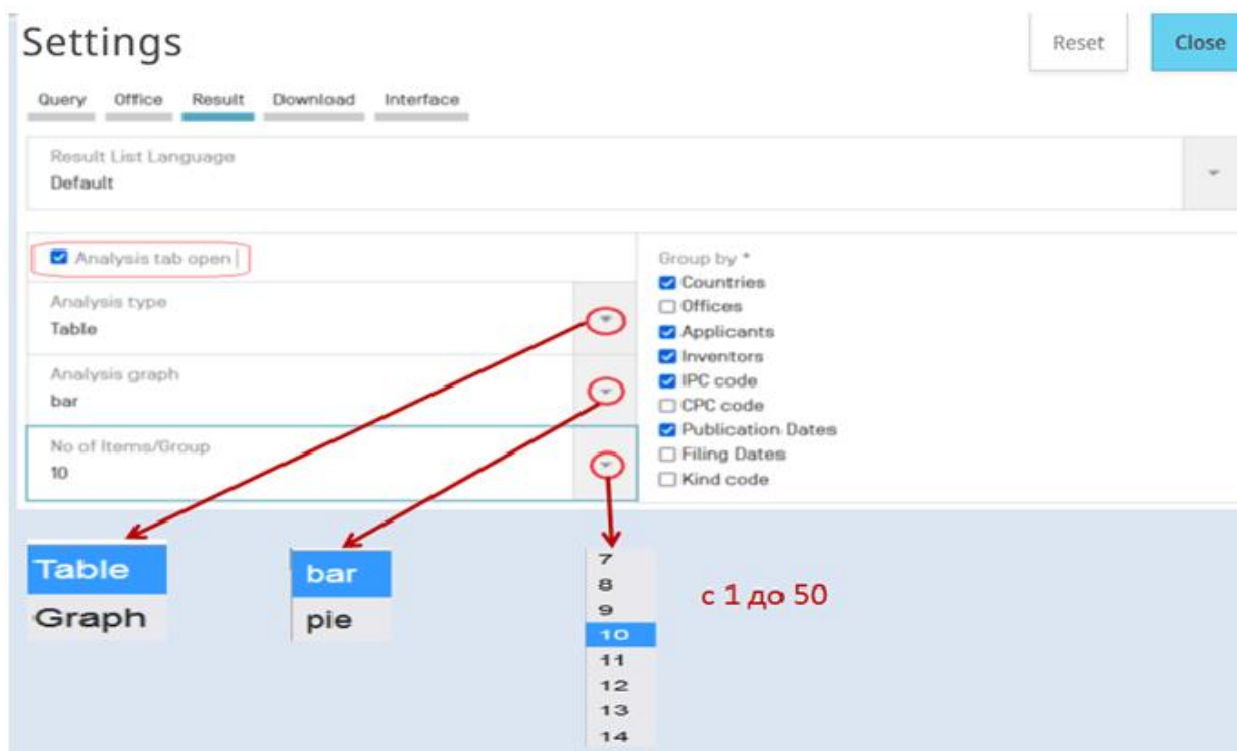 Settings
Reset
Close
Query Office Result Download Interface
Result List Language
Default
Analysis tab open
Analysis type
Table
Analysis graph
bar
No of Items/Group
10
Group by *
Countries
Offices
Applicants
Inventors
IPC code
CPC code
Publication Dates
Filing Dates
Kind code
Table
Graph
bar
pie
7
8
9
10
11
12
13
14
с 1 до 50